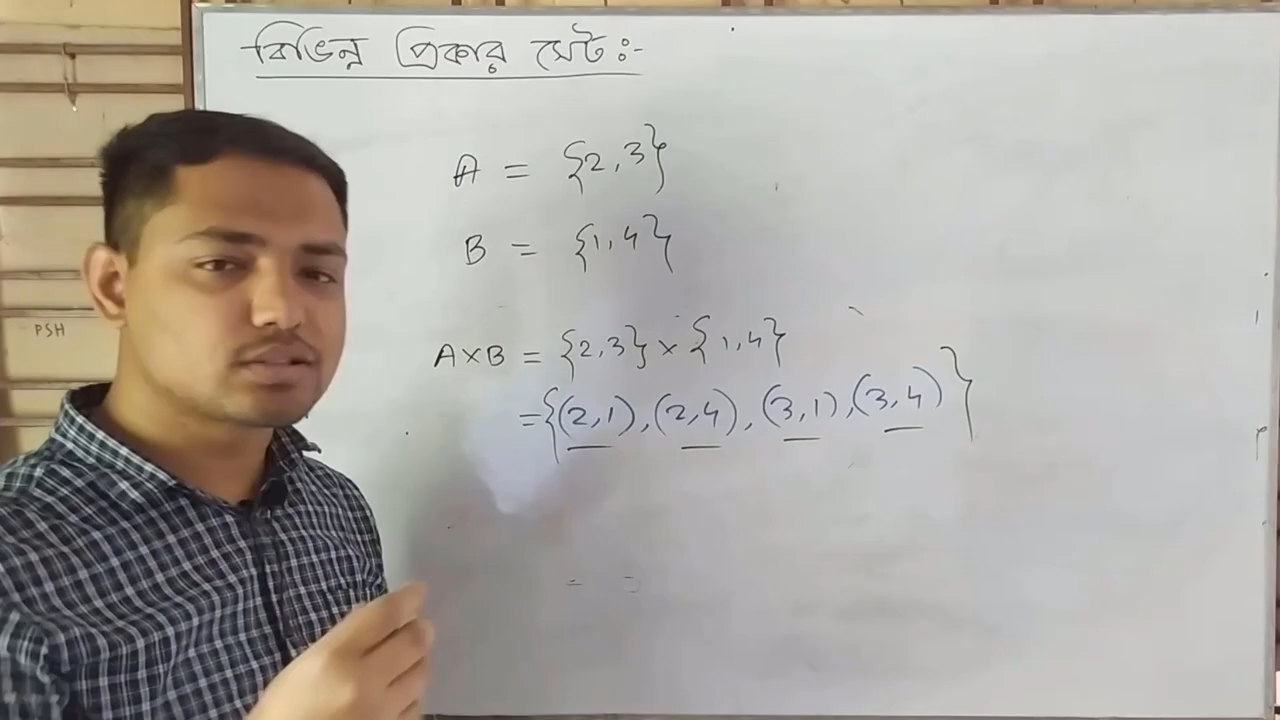 বিভিন্ন প্রকার সেট ঃ-
A = {2,3}
B = {1,4}
PSH
A×B = {2,3} × {1,4}
= {(2,1), (2,4), (3,1), (3,4)}